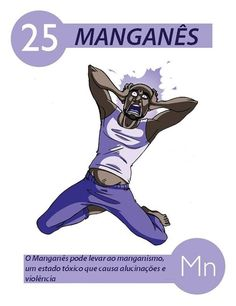 25 MANGANÊS
O Manganês pode levar ao manganismo,
um estado tóxico que causa alucinações e
violência
Mn